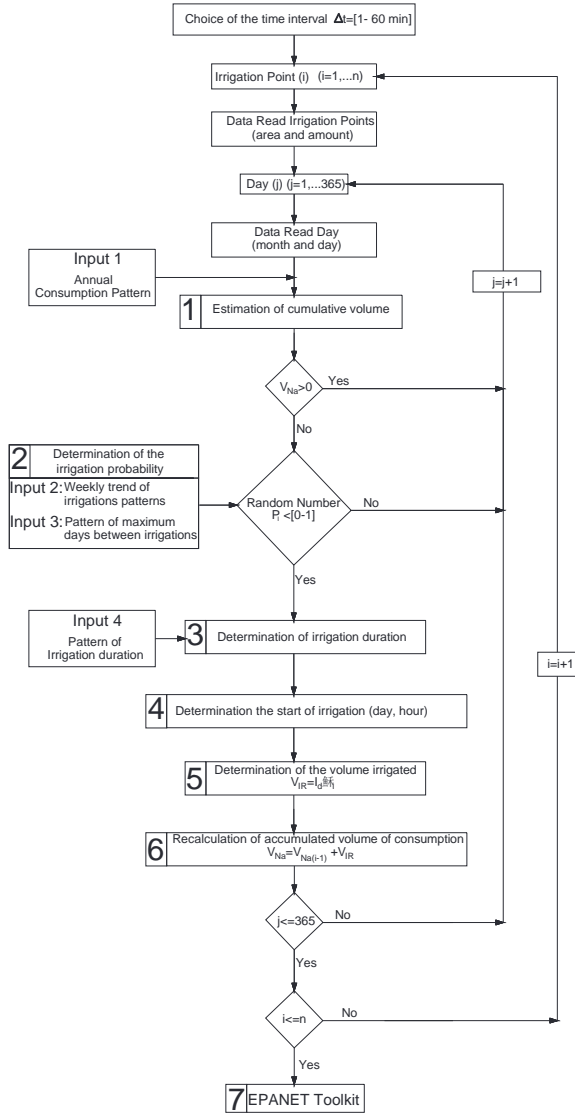 Choice of the time interval Δt=[1- 60 min]
Irrigation Point (i) (i=1,...n)
Data Read Irrigation Points
(area and amount)
Day (j) (j=1,...365)
Data Read Day
(month and day)
Input 1
Annual
Consumption Pattern
j=j+1
1 Estimation of cumulative volume
V_Na>0
Yes
No
2 Determination of the
irrigation probability
Input 2: Weekly trend of
irrigations patterns
Input 3: Pattern of maximum
days between irrigations
Random Number
P_i <[0-1]
No
Yes
Input 4
Pattern of
Irrigation duration
3 Determination of irrigation duration
i=i+1
4 Determination the start of irrigation (day, hour)
5 Determination of the volume irrigated
V_IR=I_d
6 Recalculation of accumulated volume of consumption
V_Na=V_Na(i-1) +V_IR
j<=365
No
Yes
i<=n
No
Yes
7 EPANET Toolkit